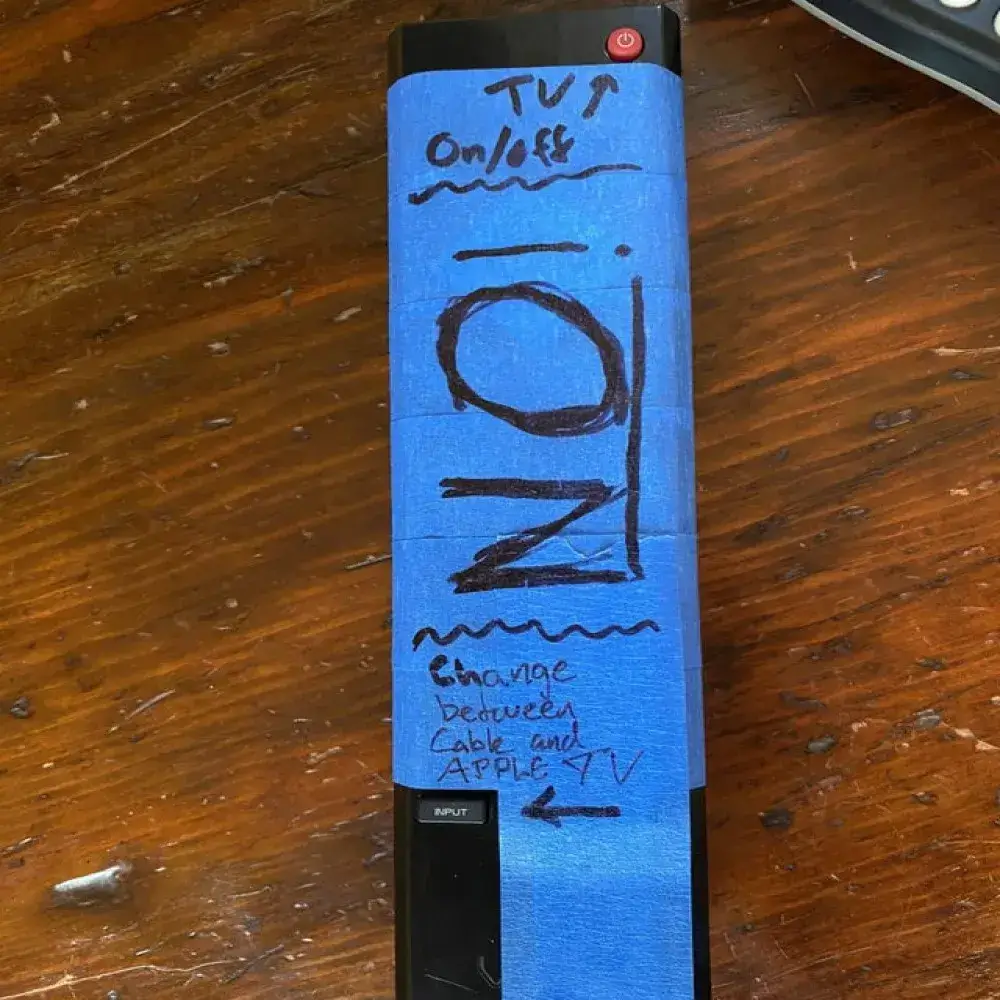 TV↑
On/off
NO!
Change
between
Cable and
APPLE TV
INPUT ←